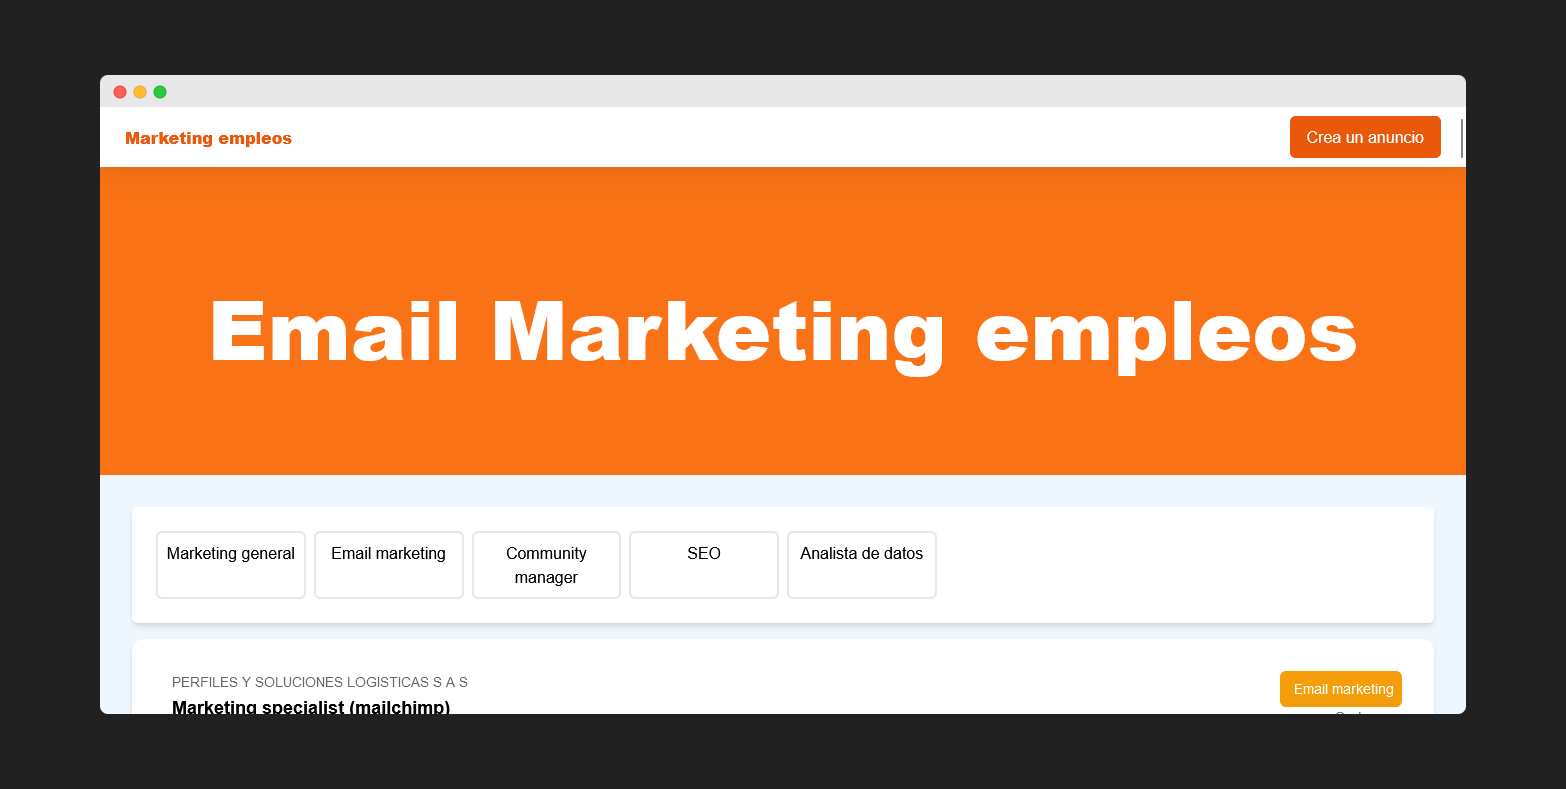 Marketing empleos
Crea un anuncio
Email Marketing empleos
Marketing general
Email marketing
Community
manager
SEO
Analista de datos
PERFILES Y SOLUCIONES LOGISTICAS S A S
Email marketing
Marketing specialist (mailchimp)